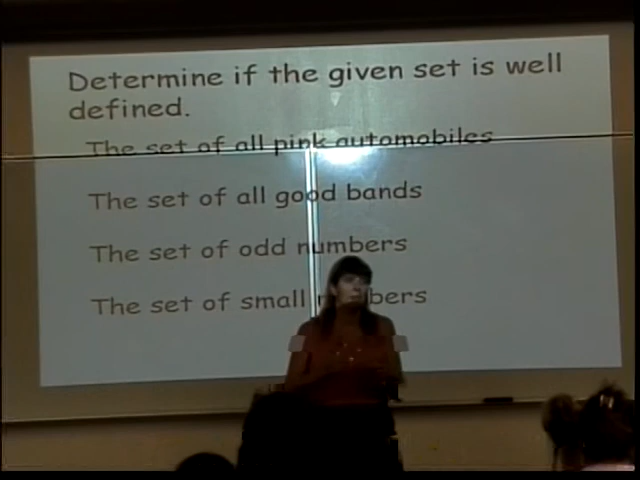 Determine if the given set is well
defined.
The set of all pink automobiles
The set of all good bands
The set of odd numbers
The set of small bers